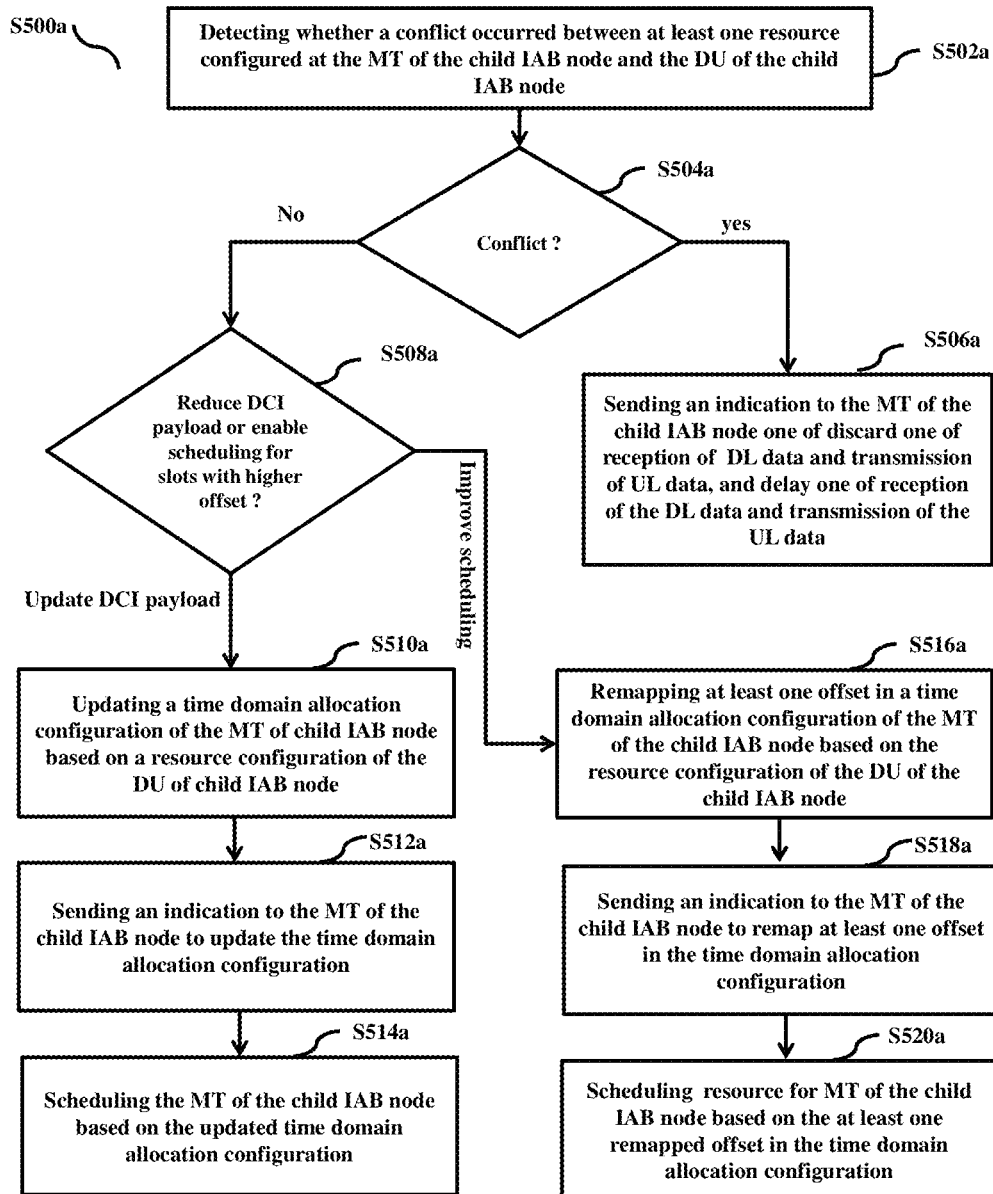 S500a
Detecting whether a conflict occurred between at least one resource
configured at the MT of the child IAB node and the DU of the child
IAB node
S502a
S504a
No
yes
Conflict ?
S508a
S506a
Reduce DCI
payload or enable
scheduling for
slots with higher
offset ?
Sending an indication to the MT of the
child IAB node one of discard one of
reception of DL data and transmission
of UL data, and delay one of reception
of the DL data and transmission of the
UL data
Improve scheduling
Update DCI payload
S510a
Updating a time domain allocation
configuration of the MT of child IAB node
based on a resource configuration of the
DU of child IAB node
S516a
Remapping at least one offset in a time
domain allocation configuration of the MT
of the child IAB node based on the
resource configuration of the DU of the
child IAB node
S512a
Sending an indication to the MT of the
child IAB node to update the time domain
allocation configuration
S518a
Sending an indication to the MT of the
child IAB node to remap at least one offset
in the time domain allocation
configuration
S514a
Scheduling the MT of the child IAB node
based on the updated time domain
allocation configuration
S520a
Scheduling resource for MT of the child
IAB node based on the at least one
remapped offset in the time domain
allocation configuration